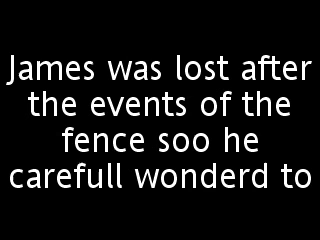 James was lost after
the events of the
fence soo he
carefull wonderd to